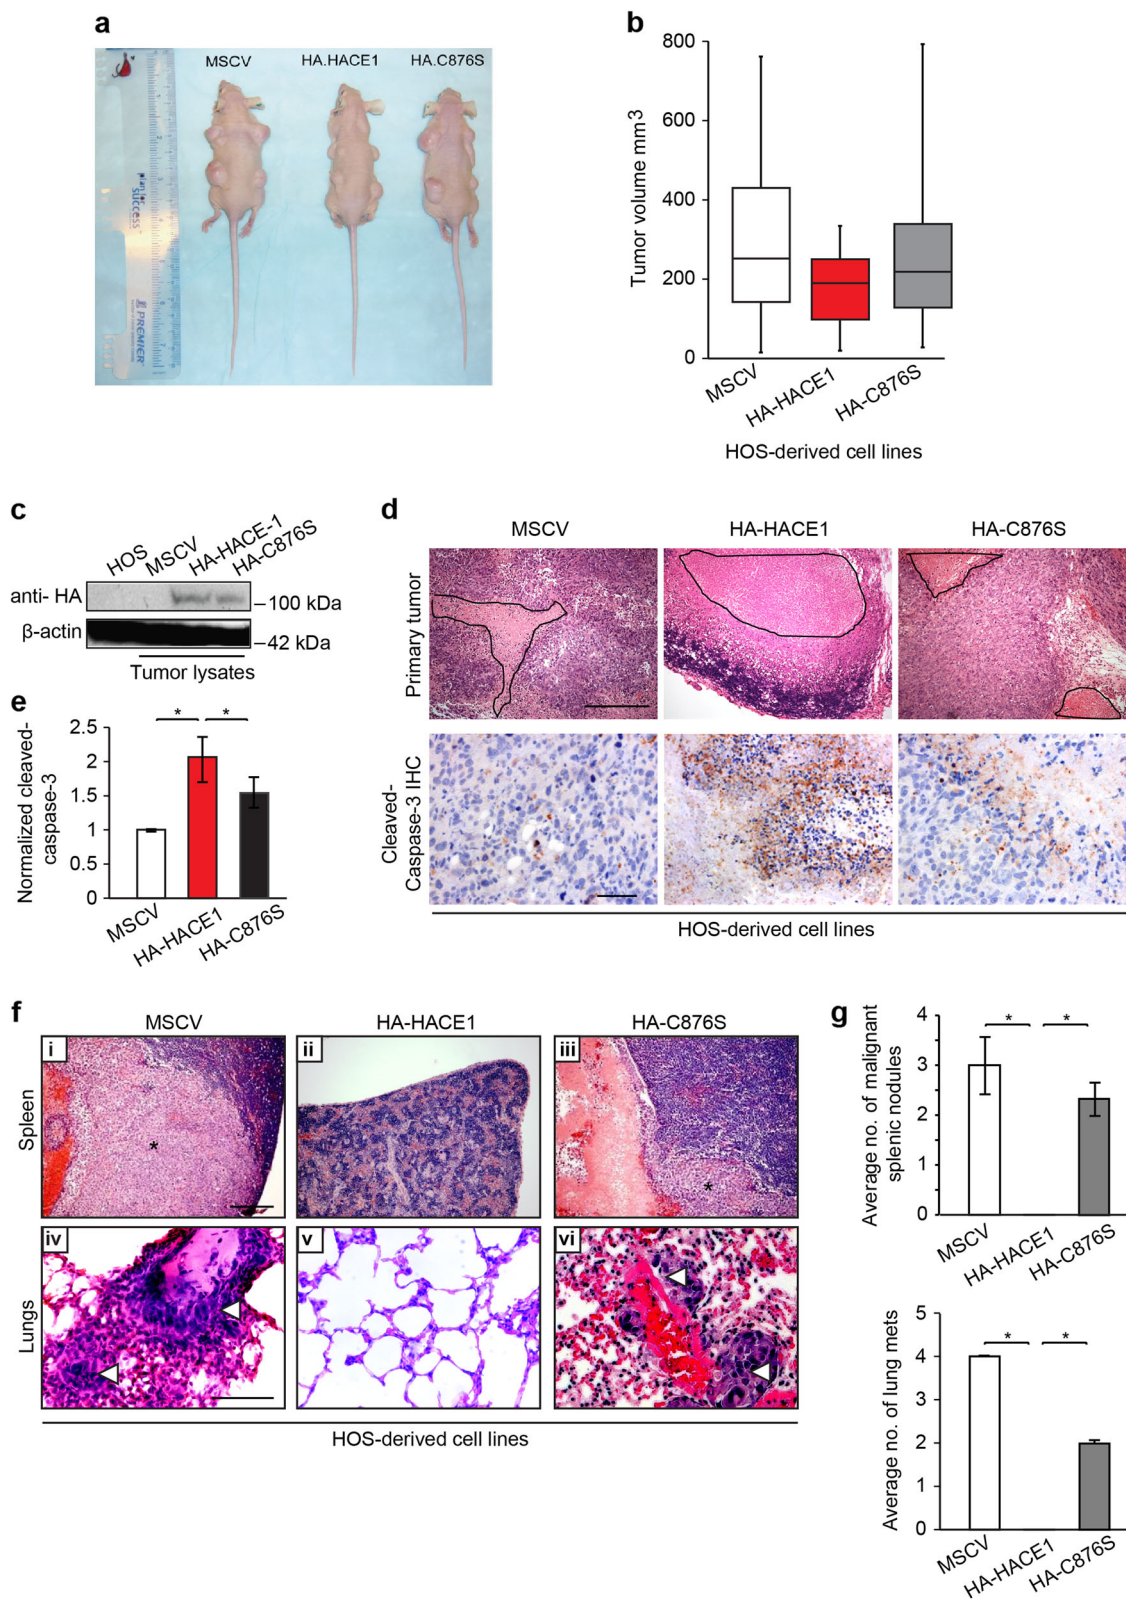 a
MSCV
HA.HACE1
HA.C876S
plan for
success
PREMIER
b
800
600
400
200
0
Tumor volume mm3
MSCV
HA-HACE1
HA-C876S
HOS-derived cell lines
c
HOS
MSCV
HA-HACE-1
HA-C876S
anti- HA
–100 kDa
β-actin
–42 kDa
Tumor lysates
d
MSCV
HA-HACE1
HA-C876S
Primary tumor
Cleaved-
Caspase-3 IHC
HOS-derived cell lines
e
* *
2.5
2
1.5
1
0.5
0
Normalized cleaved-
caspase-3
MSCV
HA-HACE1
HA-C876S
f
MSCV
HA-HACE1
HA-C876S
Spleen
i
ii
iii
*
*
Lungs
iv
v
vi
HOS-derived cell lines
g
* *
4
3
2
1
0
Average no. of malignant
splenic nodules
MSCV
HA-HACE1
HA-C876S
* *
5
4
3
2
1
0
Average no. of lung mets
MSCV
HA-HACE1
HA-C876S